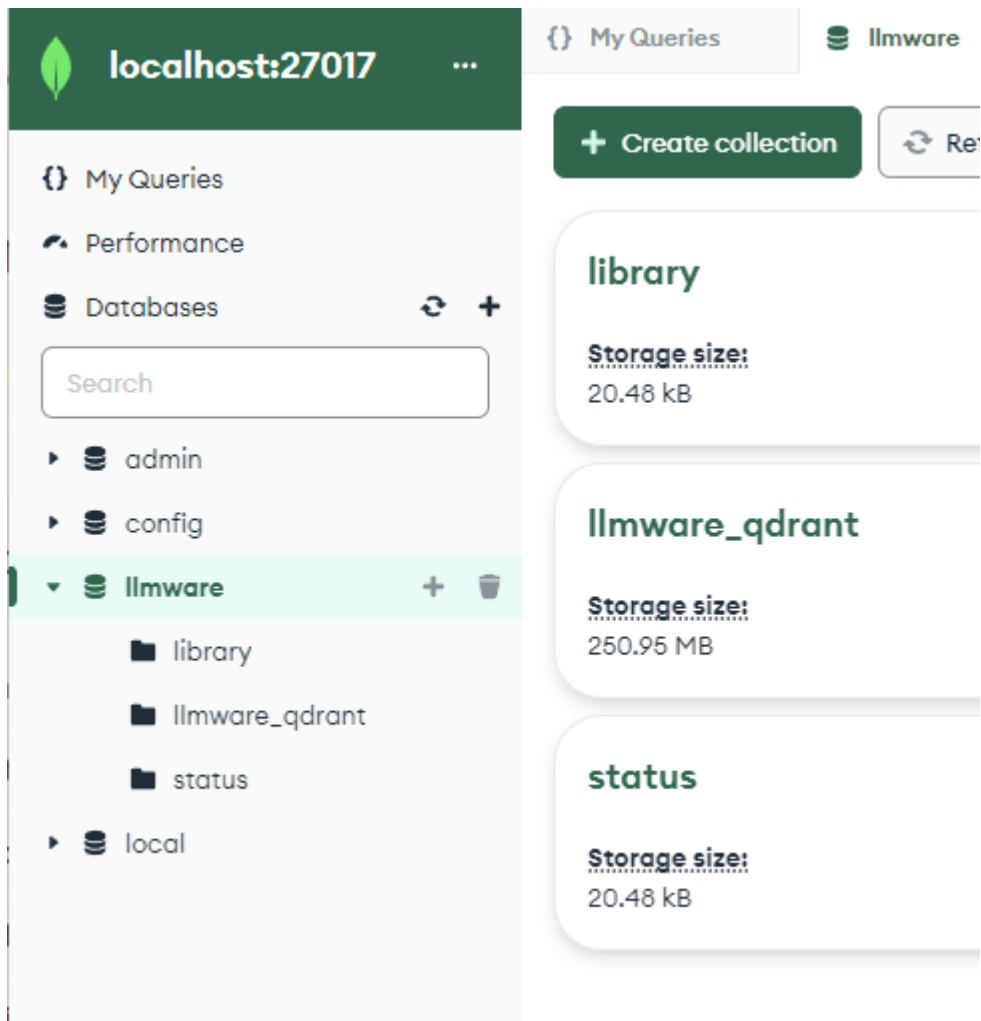 localhost:27017
My Queries
Performance
Databases
Search
admin
config
llmware
library
llmware_qdrant
status
local
{} My Queries
llmware
+ Create collection
library
Storage size:
20.48 kB
llmware_qdrant
Storage size:
250.95 MB
status
Storage size:
20.48 kB